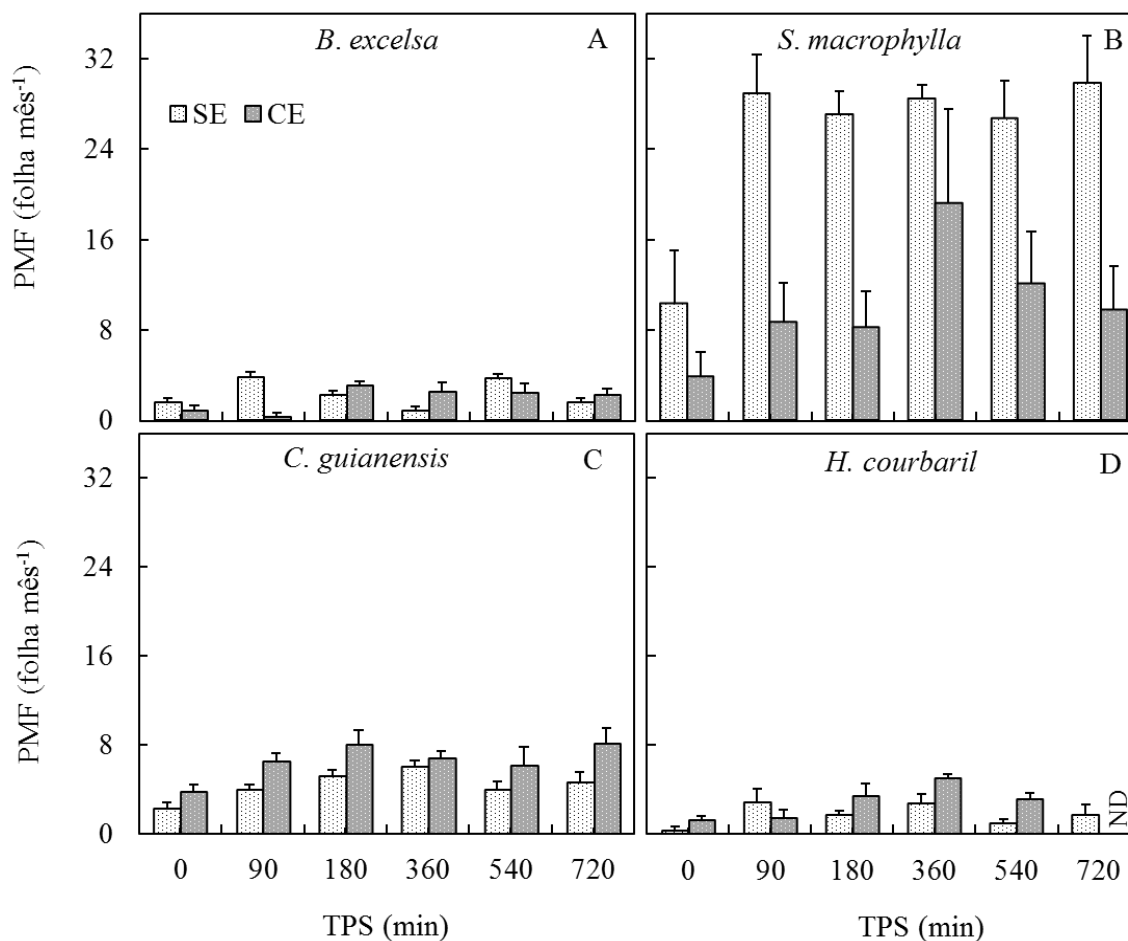 B. excelsa A
S. macrophylla B
SE CE
PMF (folha mês-1)
32
24
16
8
0
C. guianensis C
H. courbaril D
PMF (folha mês-1)
32
24
16
8
0
ND
0 90 180 360 540 720
0 90 180 360 540 720
TPS (min)
TPS (min)